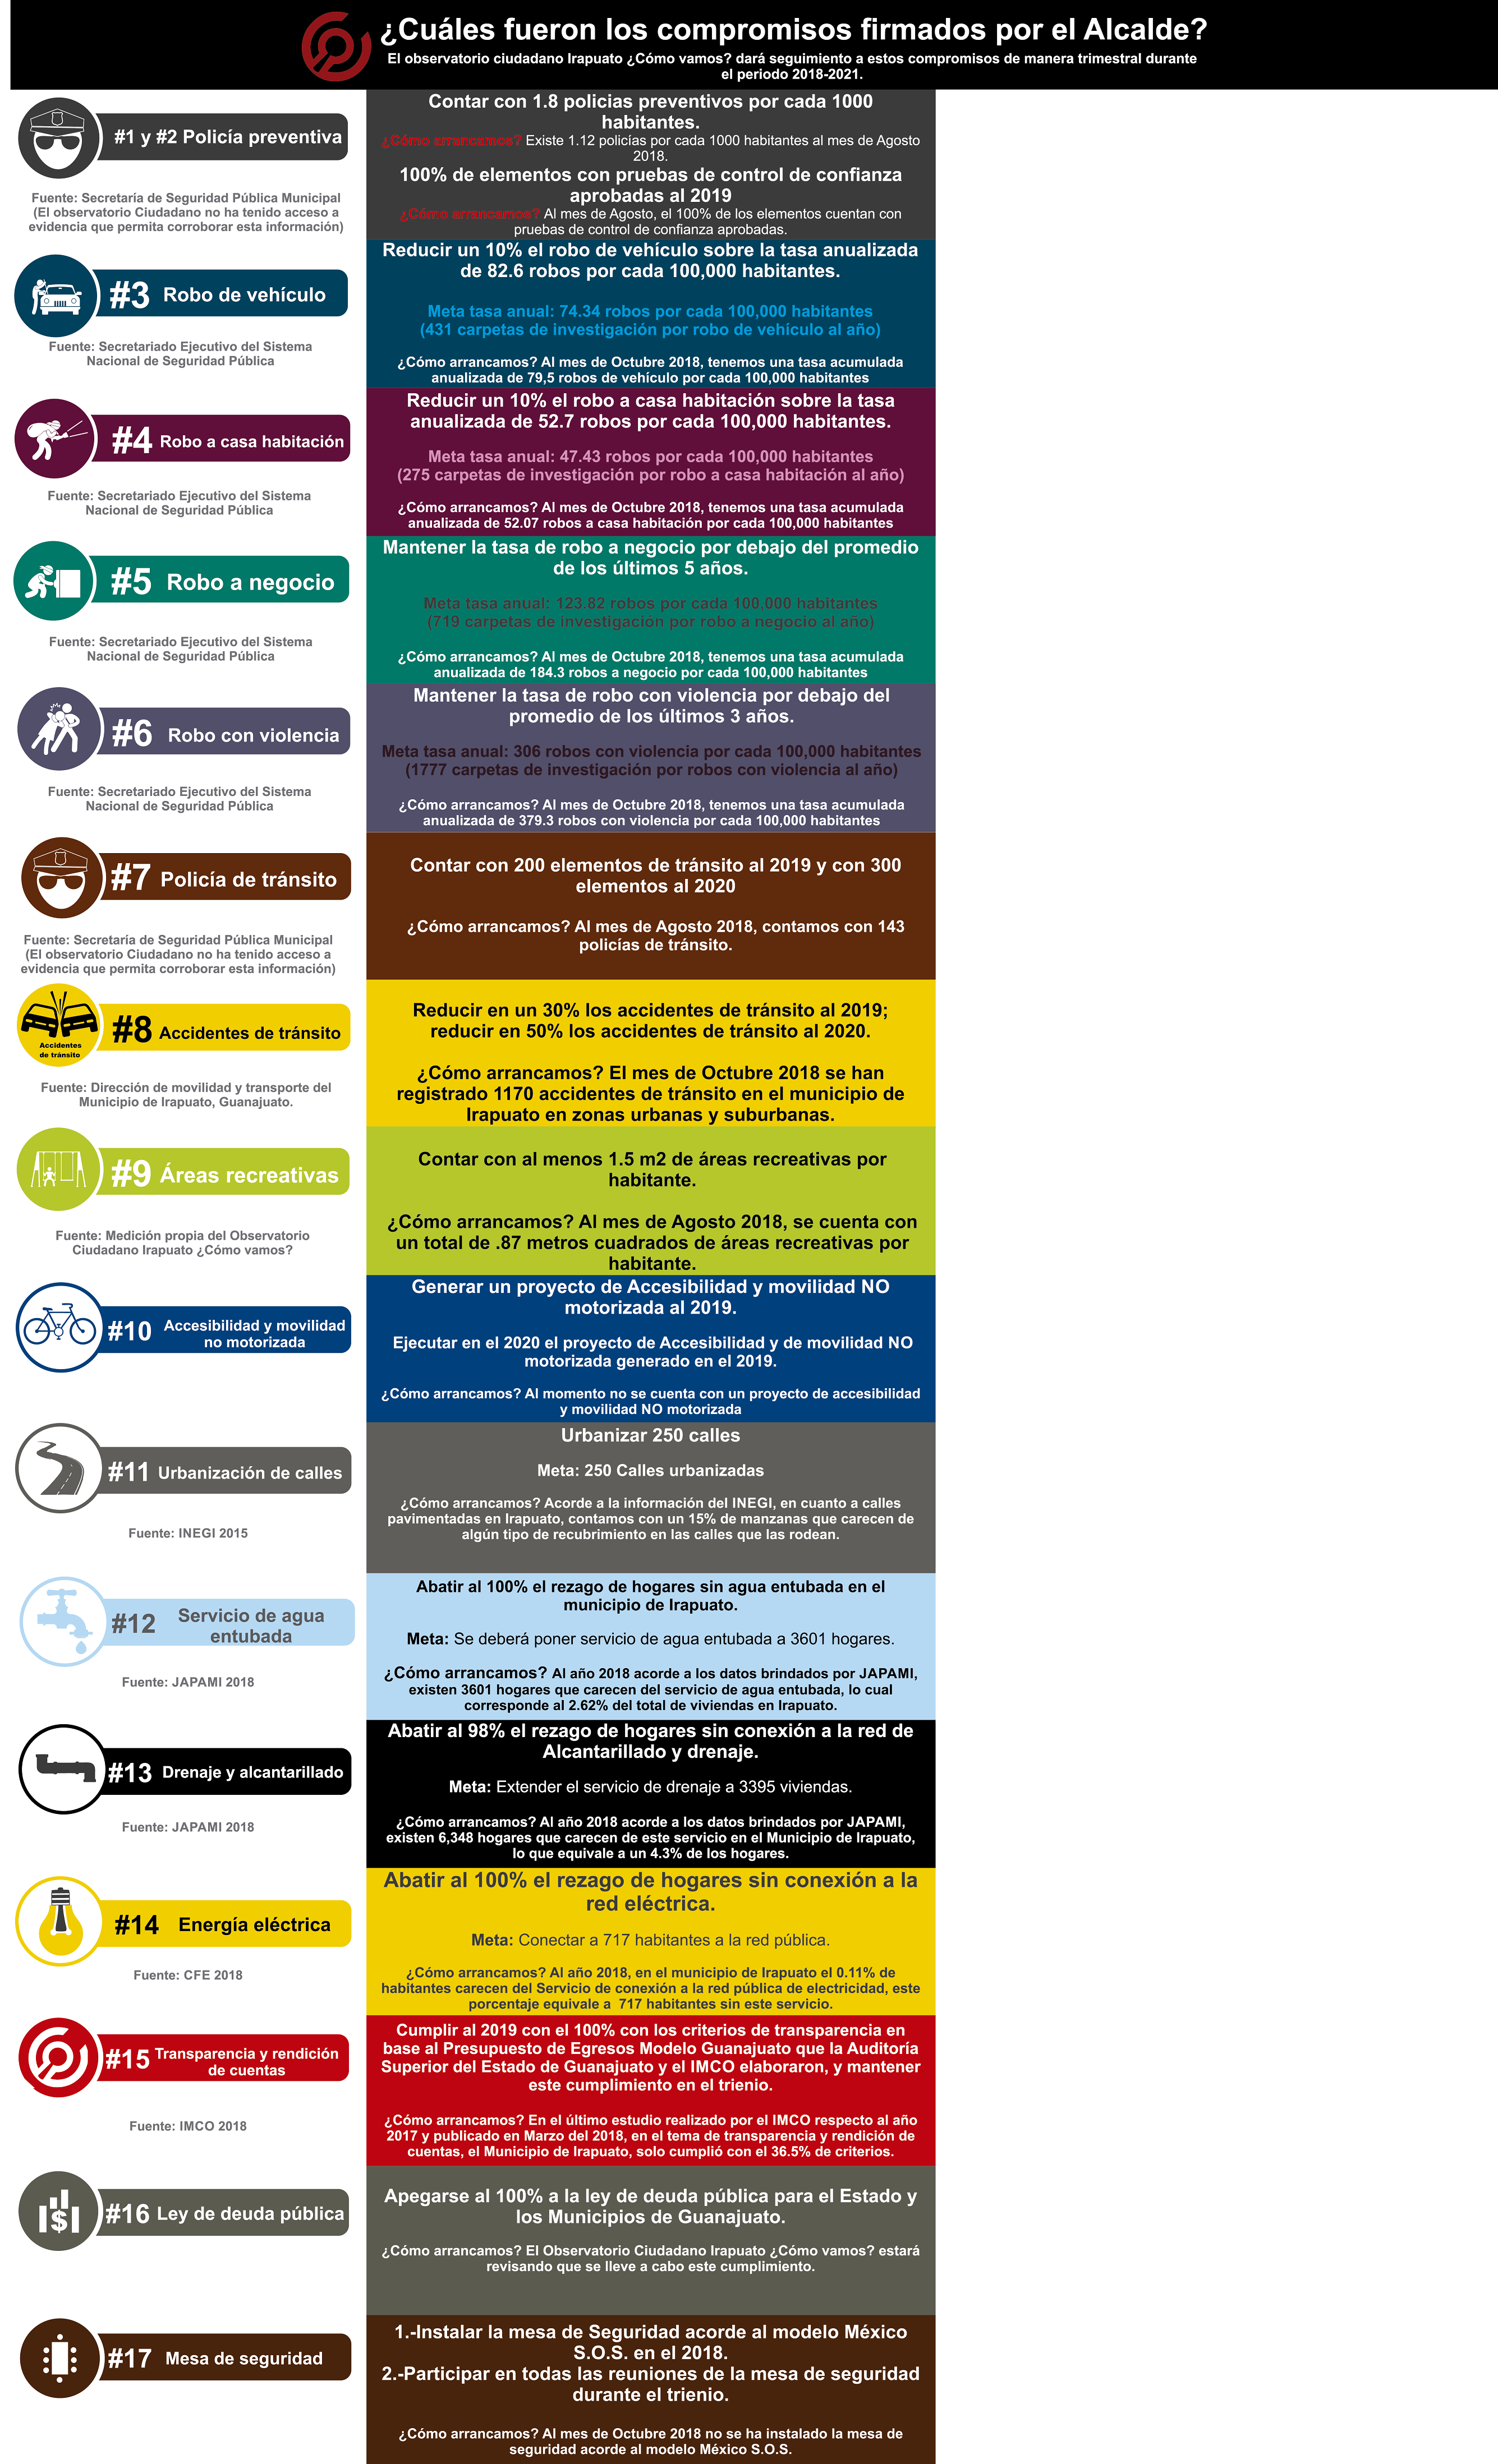 ¿Cuáles fueron los compromisos firmados por el Alcalde?
El observatorio ciudadano Irapuato ¿Cómo vamos? dará seguimiento a estos compromisos de manera trimestral durante
el periodo 2018-2021.
#1 y #2 Policía preventiva
Fuente: Secretaría de Seguridad Pública Municipal
(El observatorio Ciudadano no ha tenido acceso a
evidencia que permita corroborar esta información)
Contar con 1.8 policias preventivos por cada 1000
habitantes.
¿Cómo arrancamos? Existe 1.12 policías por cada 1000 habitantes al mes de Agosto
2018.
100% de elementos con pruebas de control de confianza
aprobadas al 2019
¿Cómo arrancamos? Al mes de Agosto, el 100% de los elementos cuentan con
pruebas de control de confianza aprobadas.
#3 Robo de vehículo
Fuente: Secretariado Ejecutivo del Sistema
Nacional de Seguridad Pública
Reducir un 10% el robo de vehículo sobre la tasa anualizada
de 82.6 robos por cada 100,000 habitantes.
Meta tasa anual: 74.34 robos por cada 100,000 habitantes
(431 carpetas de investigación por robo de vehículo al año)
¿Cómo arrancamos? Al mes de Octubre 2018, tenemos una tasa acumulada
anualizada de 79,5 robos de vehículo por cada 100,000 habitantes
#4 Robo a casa habitación
Fuente: Secretariado Ejecutivo del Sistema
Nacional de Seguridad Pública
Reducir un 10% el robo a casa habitación sobre la tasa
anualizada de 52.7 robos por cada 100,000 habitantes.
Meta tasa anual: 47.43 robos por cada 100,000 habitantes
(275 carpetas de investigación por robo a casa habitación al año)
¿Cómo arrancamos? Al mes de Octubre 2018, tenemos una tasa acumulada
anualizada de 52.07 robos a casa habitación por cada 100,000 habitantes
#5 Robo a negocio
Fuente: Secretariado Ejecutivo del Sistema
Nacional de Seguridad Pública
Mantener la tasa de robo a negocio por debajo del promedio
de los últimos 5 años.
Meta tasa anual: 123.82 robos por cada 100,000 habitantes
(719 carpetas de investigación por robo a negocio al año)
¿Cómo arrancamos? Al mes de Octubre 2018, tenemos una tasa acumulada
anualizada de 184.3 robos a negocio por cada 100,000 habitantes
#6 Robo con violencia
Fuente: Secretariado Ejecutivo del Sistema
Nacional de Seguridad Pública
Mantener la tasa de robo con violencia por debajo del
promedio de los últimos 3 años.
Meta tasa anual: 306 robos con violencia por cada 100,000 habitantes
(1777 carpetas de investigación por robos con violencia al año)
¿Cómo arrancamos? Al mes de Octubre 2018, tenemos una tasa acumulada
anualizada de 379.3 robos con violencia por cada 100,000 habitantes
#7 Policía de tránsito
Fuente: Secretaría de Seguridad Pública Municipal
(El observatorio Ciudadano no ha tenido acceso a
evidencia que permita corroborar esta información)
Contar con 200 elementos de tránsito al 2019 y con 300
elementos al 2020
¿Cómo arrancamos? Al mes de Agosto 2018, contamos con 143
policías de tránsito.
Accidentes
de tránsito
#8 Accidentes de tránsito
Fuente: Dirección de movilidad y transporte del
Municipio de Irapuato, Guanajuato.
Reducir en un 30% los accidentes de tránsito al 2019;
reducir en 50% los accidentes de tránsito al 2020.
¿Cómo arrancamos? El mes de Octubre 2018 se han
registrado 1170 accidentes de tránsito en el municipio de
Irapuato en zonas urbanas y suburbanas.
#9 Áreas recreativas
Fuente: Medición propia del Observatorio
Ciudadano Irapuato ¿Cómo vamos?
Contar con al menos 1.5 m2 de áreas recreativas por
habitante.
¿Cómo arrancamos? Al mes de Agosto 2018, se cuenta con
un total de .87 metros cuadrados de áreas recreativas por
habitante.
#10 Accesibilidad y movilidad
no motorizada
Generar un proyecto de Accesibilidad y movilidad NO
motorizada al 2019.
Ejecutar en el 2020 el proyecto de Accesibilidad y de movilidad NO
motorizada generado en el 2019.
¿Cómo arrancamos? Al momento no se cuenta con un proyecto de accesibilidad
y movilidad NO motorizada
#11 Urbanización de calles
Fuente: INEGI 2015
Urbanizar 250 calles
Meta: 250 Calles urbanizadas
¿Cómo arrancamos? Acorde a la información del INEGI, en cuanto a calles
pavimentadas en Irapuato, contamos con un 15% de manzanas que carecen de
algún tipo de recubrimiento en las calles que las rodean.
#12 Servicio de agua
entubada
Fuente: JAPAMI 2018
Abatir al 100% el rezago de hogares sin agua entubada en el
municipio de Irapuato.
Meta: Se deberá poner servicio de agua entubada a 3601 hogares.
¿Cómo arrancamos? Al año 2018 acorde a los datos brindados por JAPAMI,
existen 3601 hogares que carecen del servicio de agua entubada, lo cual
corresponde al 2.62% del total de viviendas en Irapuato.
#13 Drenaje y alcantarillado
Fuente: JAPAMI 2018
Abatir al 98% el rezago de hogares sin conexión a la red de
Alcantarillado y drenaje.
Meta: Extender el servicio de drenaje a 3395 viviendas.
¿Cómo arrancamos? Al año 2018 acorde a los datos brindados por JAPAMI,
existen 6,348 hogares que carecen de este servicio en el Municipio de Irapuato,
lo que equivale a un 4.3% de los hogares.
#14 Energía eléctrica
Fuente: CFE 2018
Abatir al 100% el rezago de hogares sin conexión a la
red eléctrica.
Meta: Conectar a 717 habitantes a la red pública.
¿Cómo arrancamos? Al año 2018, en el municipio de Irapuato el 0.11% de
habitantes carecen del Servicio de conexión a la red pública de electricidad, este
porcentaje equivale a 717 habitantes sin este servicio.
#15 Transparencia y rendición
de cuentas
Fuente: IMCO 2018
Cumplir al 2019 con el 100% con los criterios de transparencia en
base al Presupuesto de Egresos Modelo Guanajuato que la Auditoría
Superior del Estado de Guanajuato y el IMCO elaboraron, y mantener
este cumplimiento en el trienio.
¿Cómo arrancamos? En el último estudio realizado por el IMCO respecto al año
2017 y publicado en Marzo del 2018, en el tema de transparencia y rendición de
cuentas, el Municipio de Irapuato, solo cumplió con el 36.5% de criterios.
#16 Ley de deuda pública
Apegarse al 100% a la ley de deuda pública para el Estado y
los Municipios de Guanajuato.
¿Cómo arrancamos? El Observatorio Ciudadano Irapuato ¿Cómo vamos? estará
revisando que se lleve a cabo este cumplimiento.
#17 Mesa de seguridad
1.-Instalar la mesa de Seguridad acorde al modelo México
S.O.S. en el 2018.
2.-Participar en todas las reuniones de la mesa de seguridad
durante el trienio.
¿Cómo arrancamos? Al mes de Octubre 2018 no se ha instalado la mesa de
seguridad acorde al modelo México S.O.S.